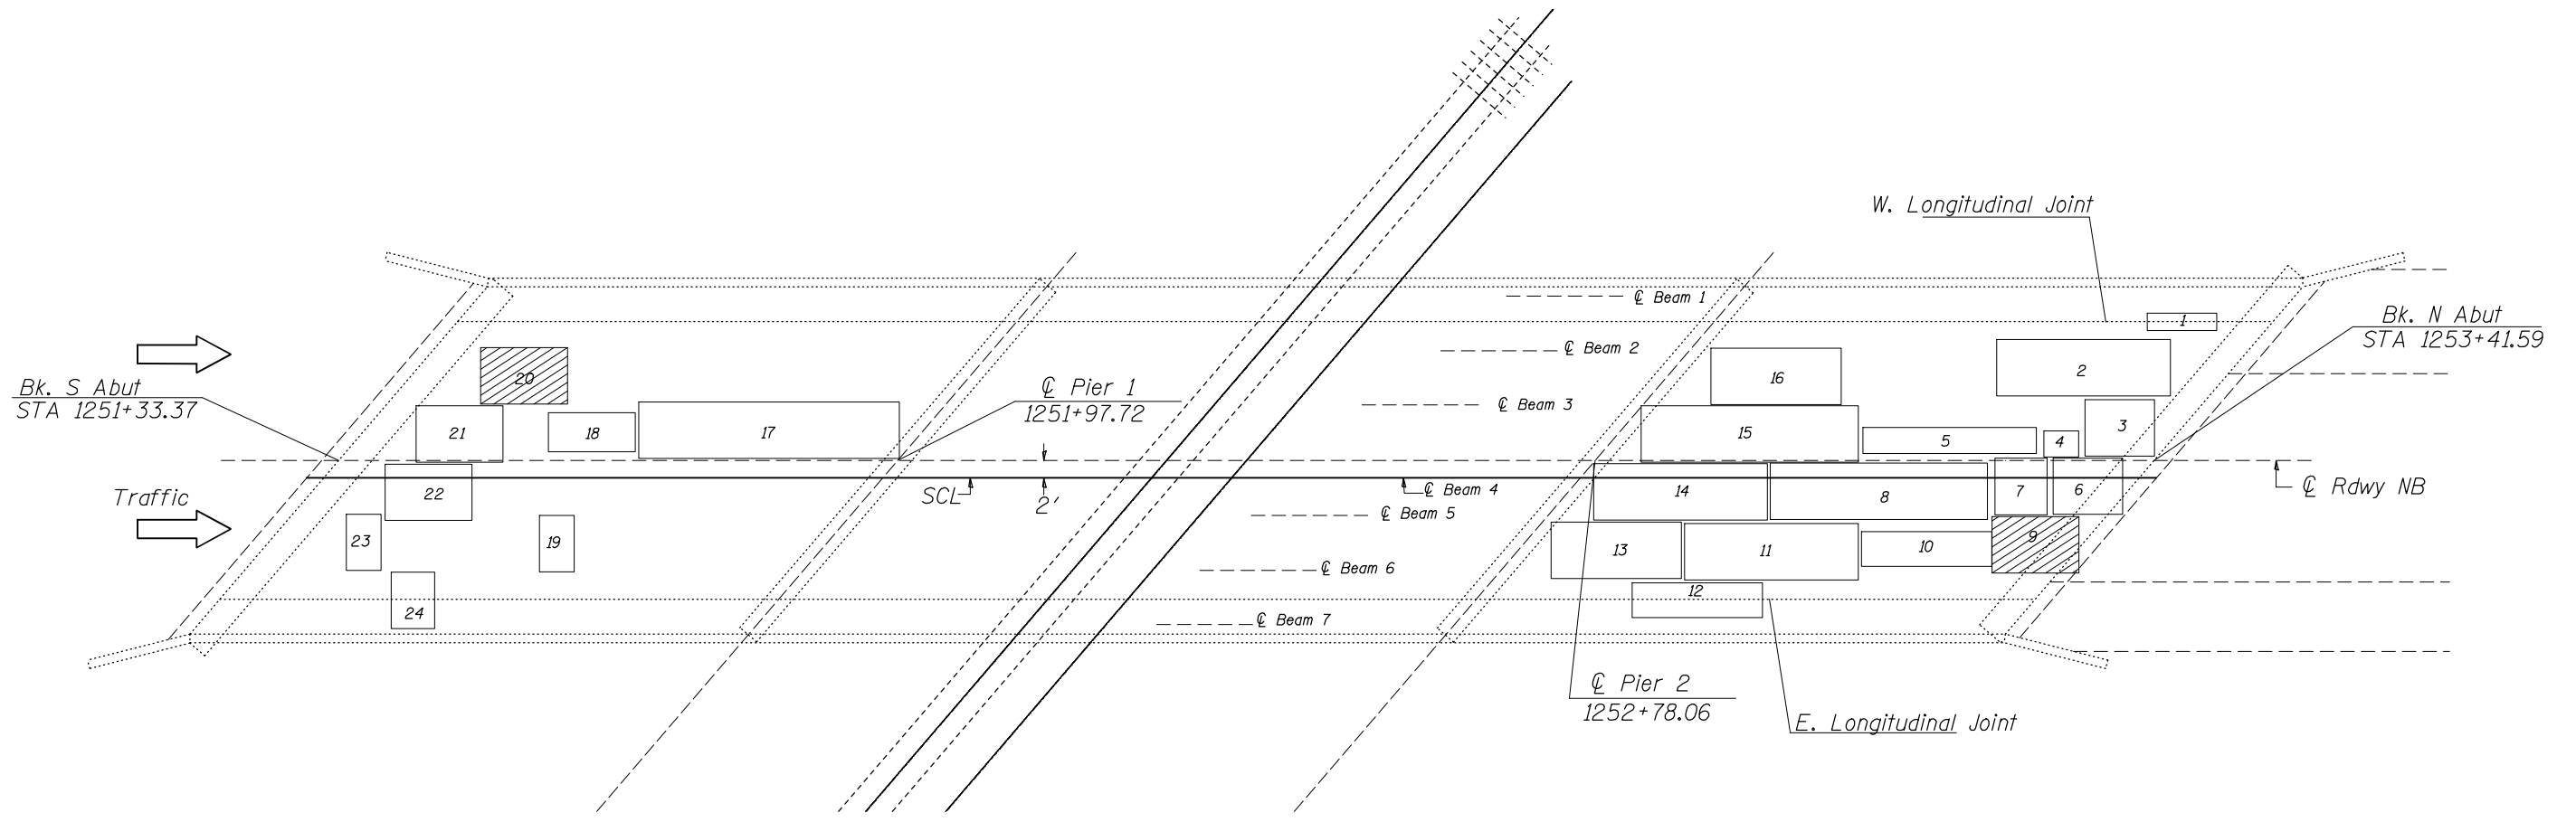 W. Longitudinal Joint
℄ Beam 1
1
Bk. N Abut
STA 1253+41.59
℄ Beam 2
2
20
16
Bk. S Abut
STA 1251+33.37
℄ Pier 1
1251+97.72
℄ Beam 3
3
21
18
17
15
5
4
Traffic
22
SCL
2'
℄ Beam 4
14
8
7
6
℄ Rdwy NB
℄ Beam 5
23
19
13
11
10
9
℄ Beam 6
24
12
℄ Beam 7
℄ Pier 2
1252+78.06
E. Longitudinal Joint